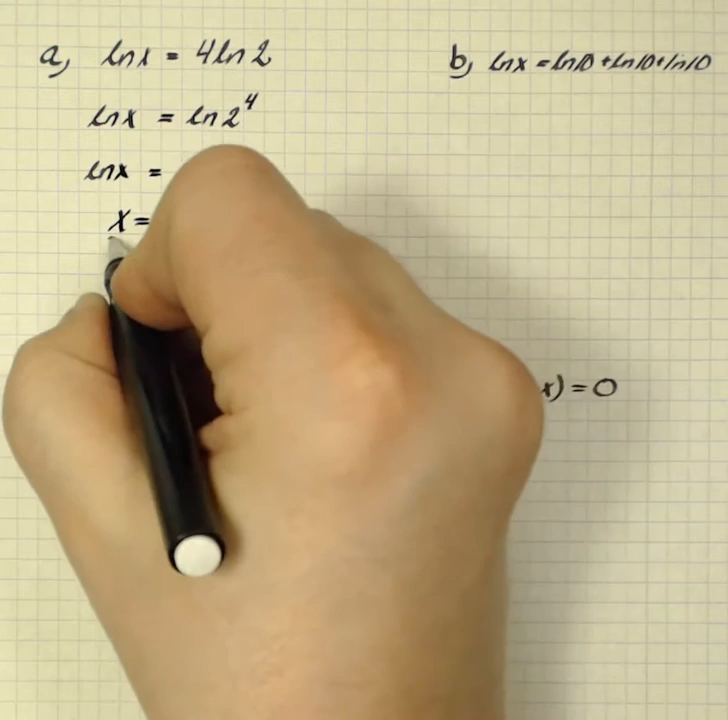 a) ln x = 4 ln 2
ln x = ln 2⁴
ln x =
x =
b) ln x = ln 10 + ln 10 + ln 10
x) = 0